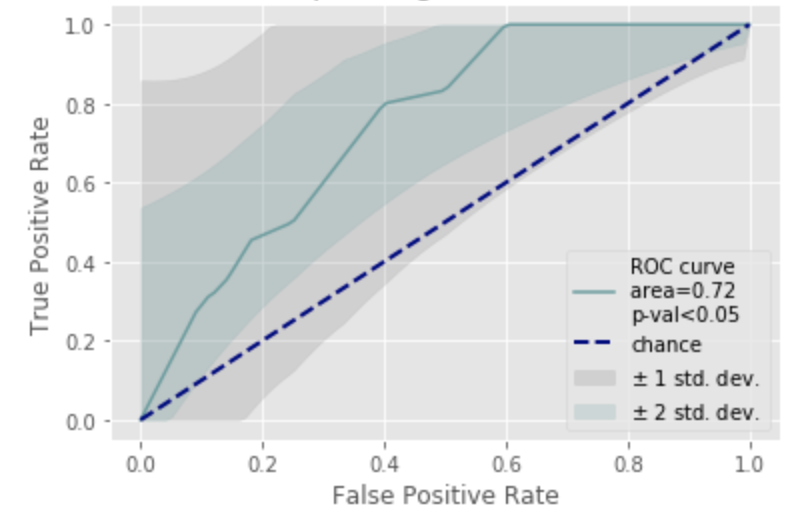 1.0
0.8
0.6
0.4
0.2
0.0
True Positive Rate
ROC curve
area=0.72
p-val<0.05
chance
± 1 std. dev.
± 2 std. dev.
0.0 0.2 0.4 0.6 0.8 1.0
False Positive Rate